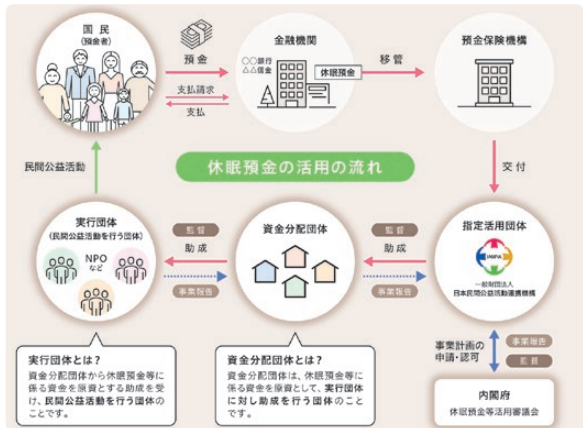 国民
(預金者)
預金
支払請求
支払
金融機関
○○銀行
△△信金
休眠預金
移管
預金保険機構
民間公益活動
休眠預金の活用の流れ
交付
実行団体
(民間公益活動を行う団体)
NPO
など
監督
助成
事業報告
資金分配団体
監督
助成
事業報告
指定活用団体
JANPIA
一般財団法人
日本民間公益活動連携機構
実行団体とは?
資金分配団体から休眠預金等に
係る資金を原資とする助成を受
け、民間公益活動を行う団体の
ことです。
資金分配団体とは?
資金分配団体は、休眠預金等に
係る資金を原資として、実行団体
に対し助成を行う団体のことで
す。
事業計画の
申請・認可
事業報告
監督
内閣府
休眠預金等活用審議会